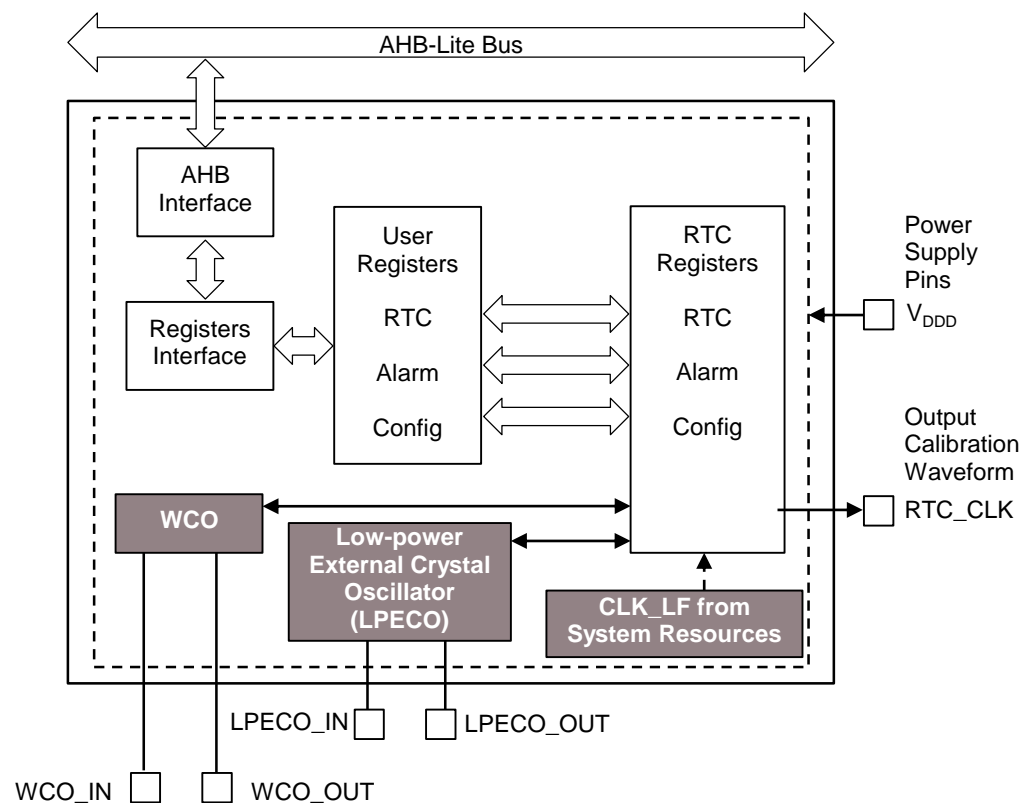 AHB-Lite Bus
AHB
Interface
Registers
Interface
User
Registers
RTC
Alarm
Config
RTC
Registers
RTC
Alarm
Config
Power
Supply
Pins
VDDD
Output
Calibration
Waveform
RTC_CLK
WCO
Low-power
External Crystal
Oscillator
(LPECO)
CLK_LF from
System Resources
LPECO_IN
LPECO_OUT
WCO_IN
WCO_OUT